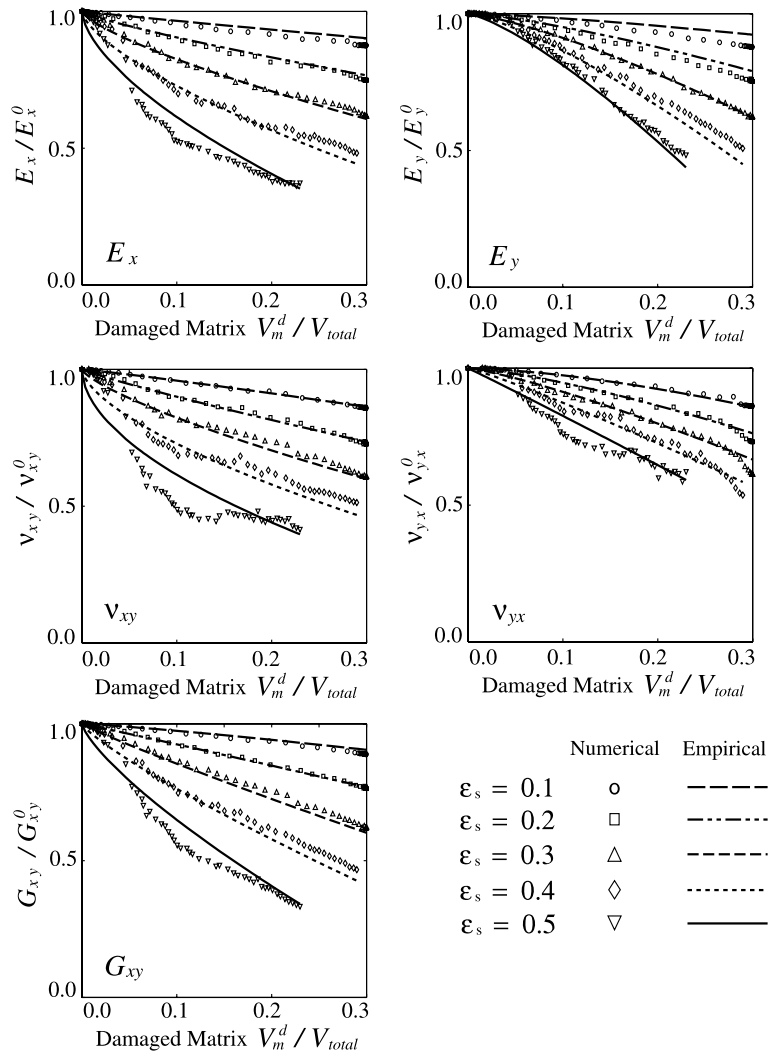 1.0
0.5
0.0
E_x / E_x^0
E_x
0.0 0.1 0.2 0.3
Damaged Matrix V_m^d / V_total
1.0
0.5
0.0
E_y / E_y^0
E_y
0.0 0.1 0.2 0.3
Damaged Matrix V_m^d / V_total
1.0
0.5
0.0
ν_xy / ν_xy^0
ν_xy
0.0 0.1 0.2 0.3
Damaged Matrix V_m^d / V_total
1.0
0.5
0.0
ν_yx / ν_yx^0
ν_yx
0.0 0.1 0.2 0.3
Damaged Matrix V_m^d / V_total
1.0
0.5
0.0
G_xy / G_xy^0
G_xy
0.0 0.1 0.2 0.3
Damaged Matrix V_m^d / V_total
Numerical Empirical
ε_s = 0.1
ε_s = 0.2
ε_s = 0.3
ε_s = 0.4
ε_s = 0.5